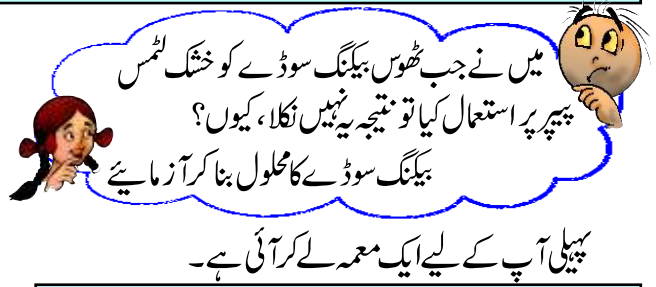 میں نے جب ٹھوس بیکنگ سوڈے کو خشک لٹمس
پیپر پر استعمال کیا تو نتیجہ یہ نہیں نکلا، کیوں؟
بیکنگ سوڈے کا محلول بنا کر آزمایئے
پہیلی آپ کے لیے ایک معمہ لے کر آئی ہے۔